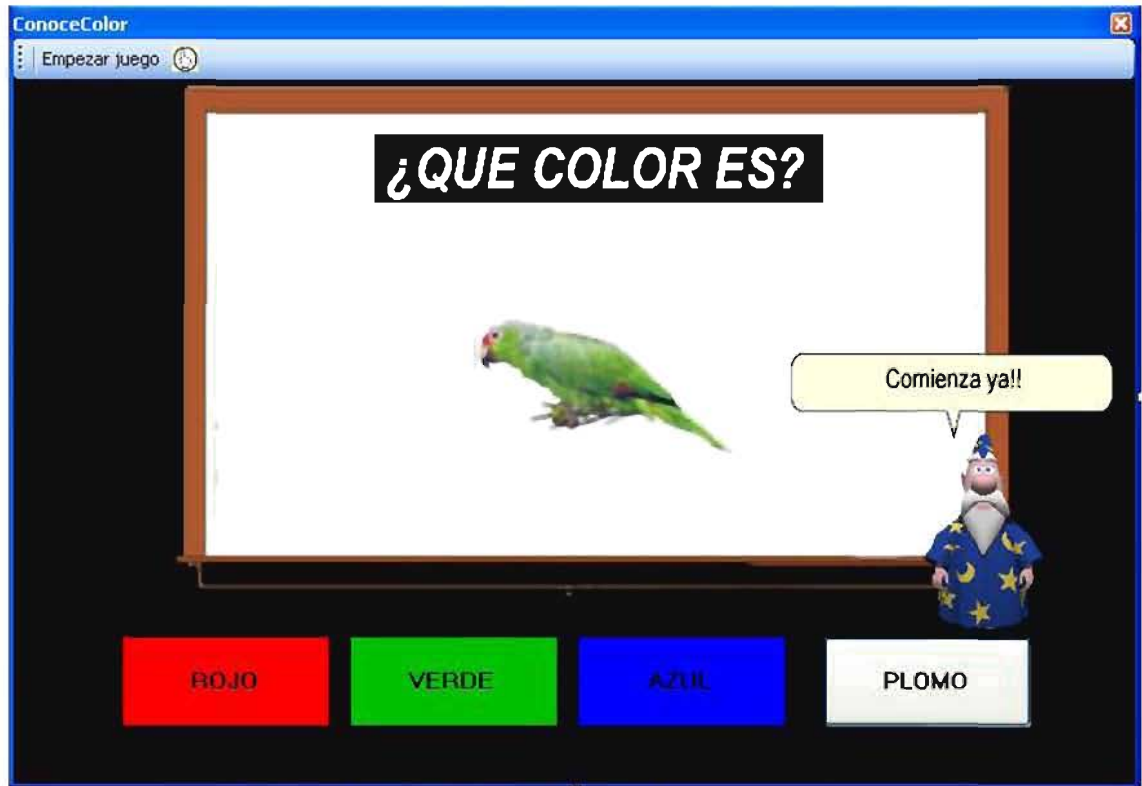 ConoceColor
Empezar juego
¿QUE COLOR ES?
Comienza ya!!
ROJO
VERDE
AZUL
PLOMO